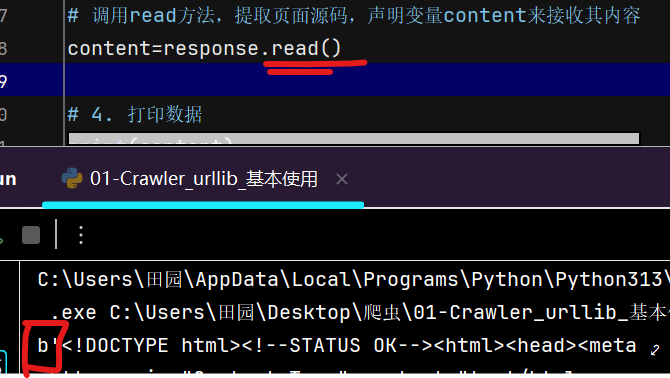 7 # 调用read方法，提取页面源码，声明变量content来接收其内容
8 content=response.read()
9
0 # 4. 打印数据
un 01-Crawler_urllib_基本使用 ×
C:\Users\田园\AppData\Local\Programs\Python\Python313\
.exe C:\Users\田园\Desktop\爬虫\01-Crawler_urllib_基本
b'<!DOCTYPE html><!--STATUS OK--><html><head><meta